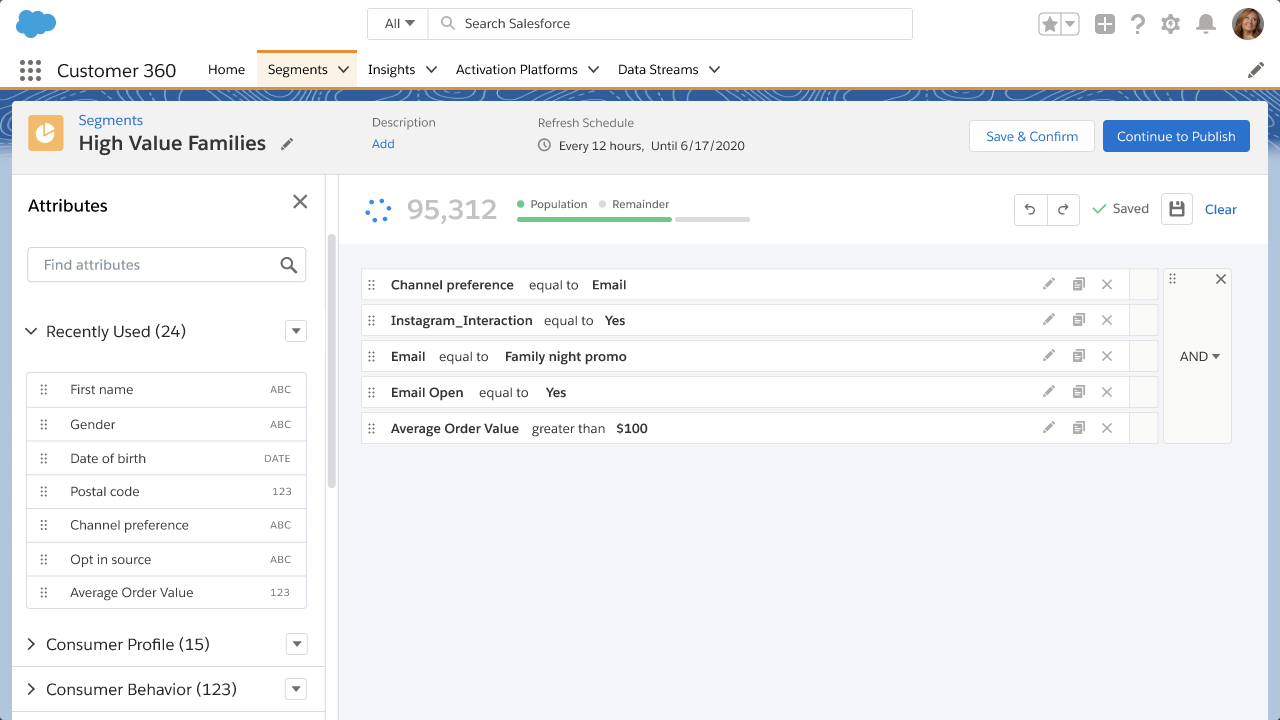 All Search Salesforce
Customer 360 Home Segments Insights Activation Platforms Data Streams
Segments
High Value Families
Description
Add
Refresh Schedule
Every 12 hours, Until 6/17/2020
Save & Confirm Continue to Publish
Attributes
Find attributes
Recently Used (24)
First name ABC
Gender ABC
Date of birth DATE
Postal code 123
Channel preference ABC
Opt in source ABC
Average Order Value 123
Consumer Profile (15)
Consumer Behavior (123)
95,312 Population Remainder
Saved Clear
Channel preference equal to Email
Instagram_Interaction equal to Yes
Email equal to Family night promo
Email Open equal to Yes
Average Order Value greater than $100
AND